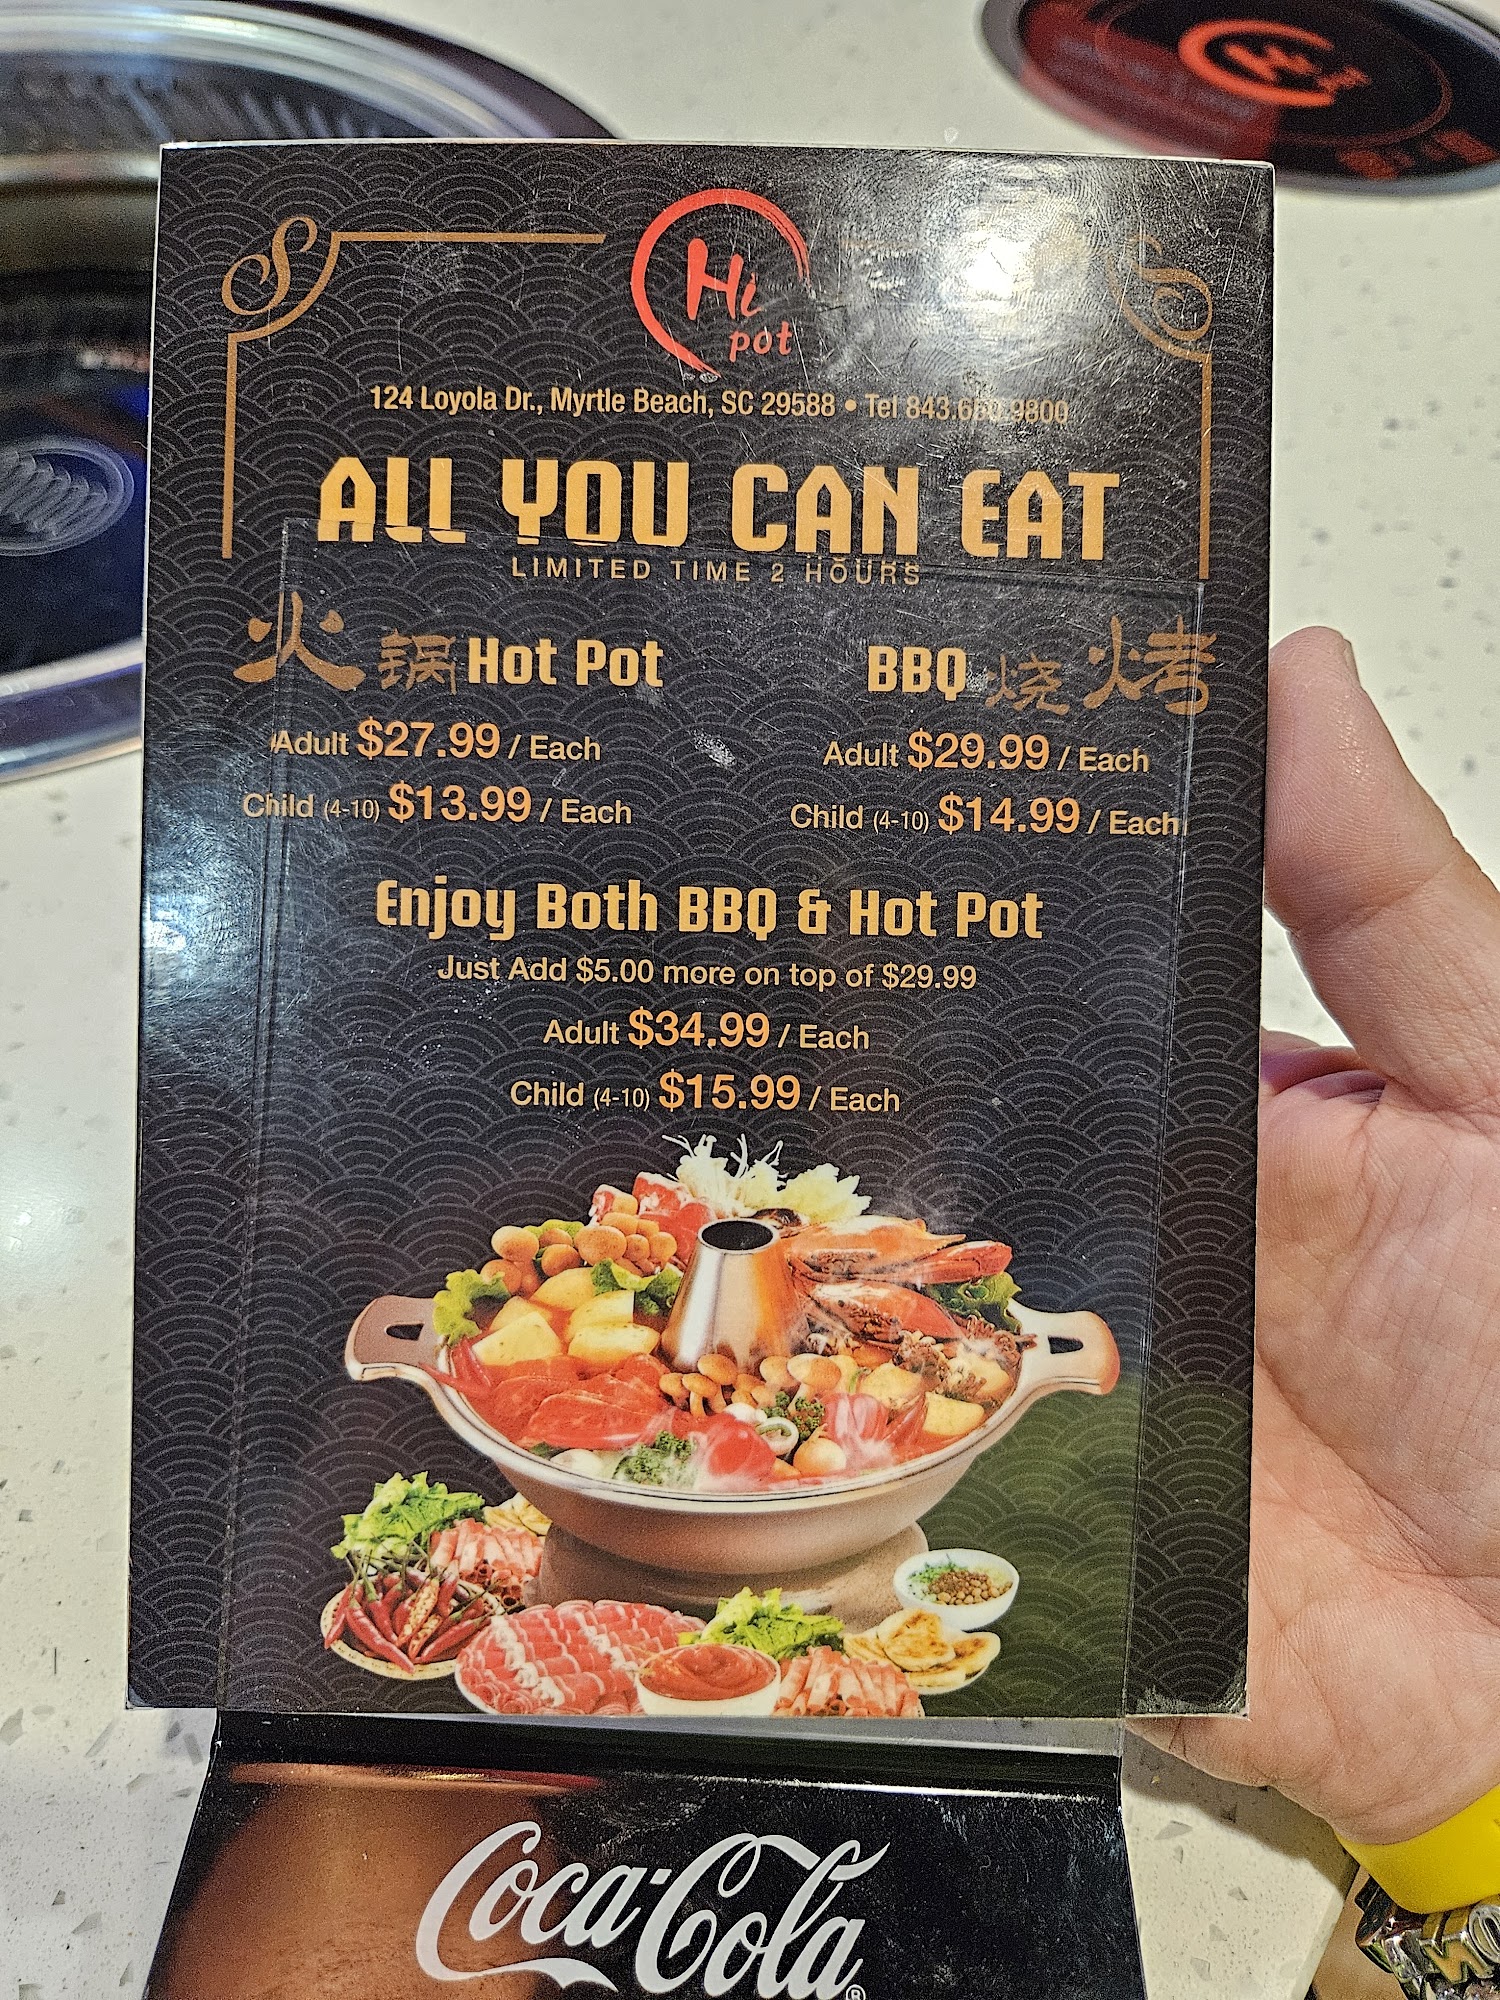 Hi
pot
124 Loyola Dr., Myrtle Beach, SC 29588 • Tel 843.680.9800
ALL YOU CAN EAT
LIMITED TIME 2 HOURS
火锅 Hot Pot
Adult $27.99 / Each
Child (4-10) $13.99 / Each
BBQ 烧烤
Adult $29.99 / Each
Child (4-10) $14.99 / Each
Enjoy Both BBQ & Hot Pot
Just Add $5.00 more on top of $29.99
Adult $34.99 / Each
Child (4-10) $15.99 / Each
Coca-Cola®